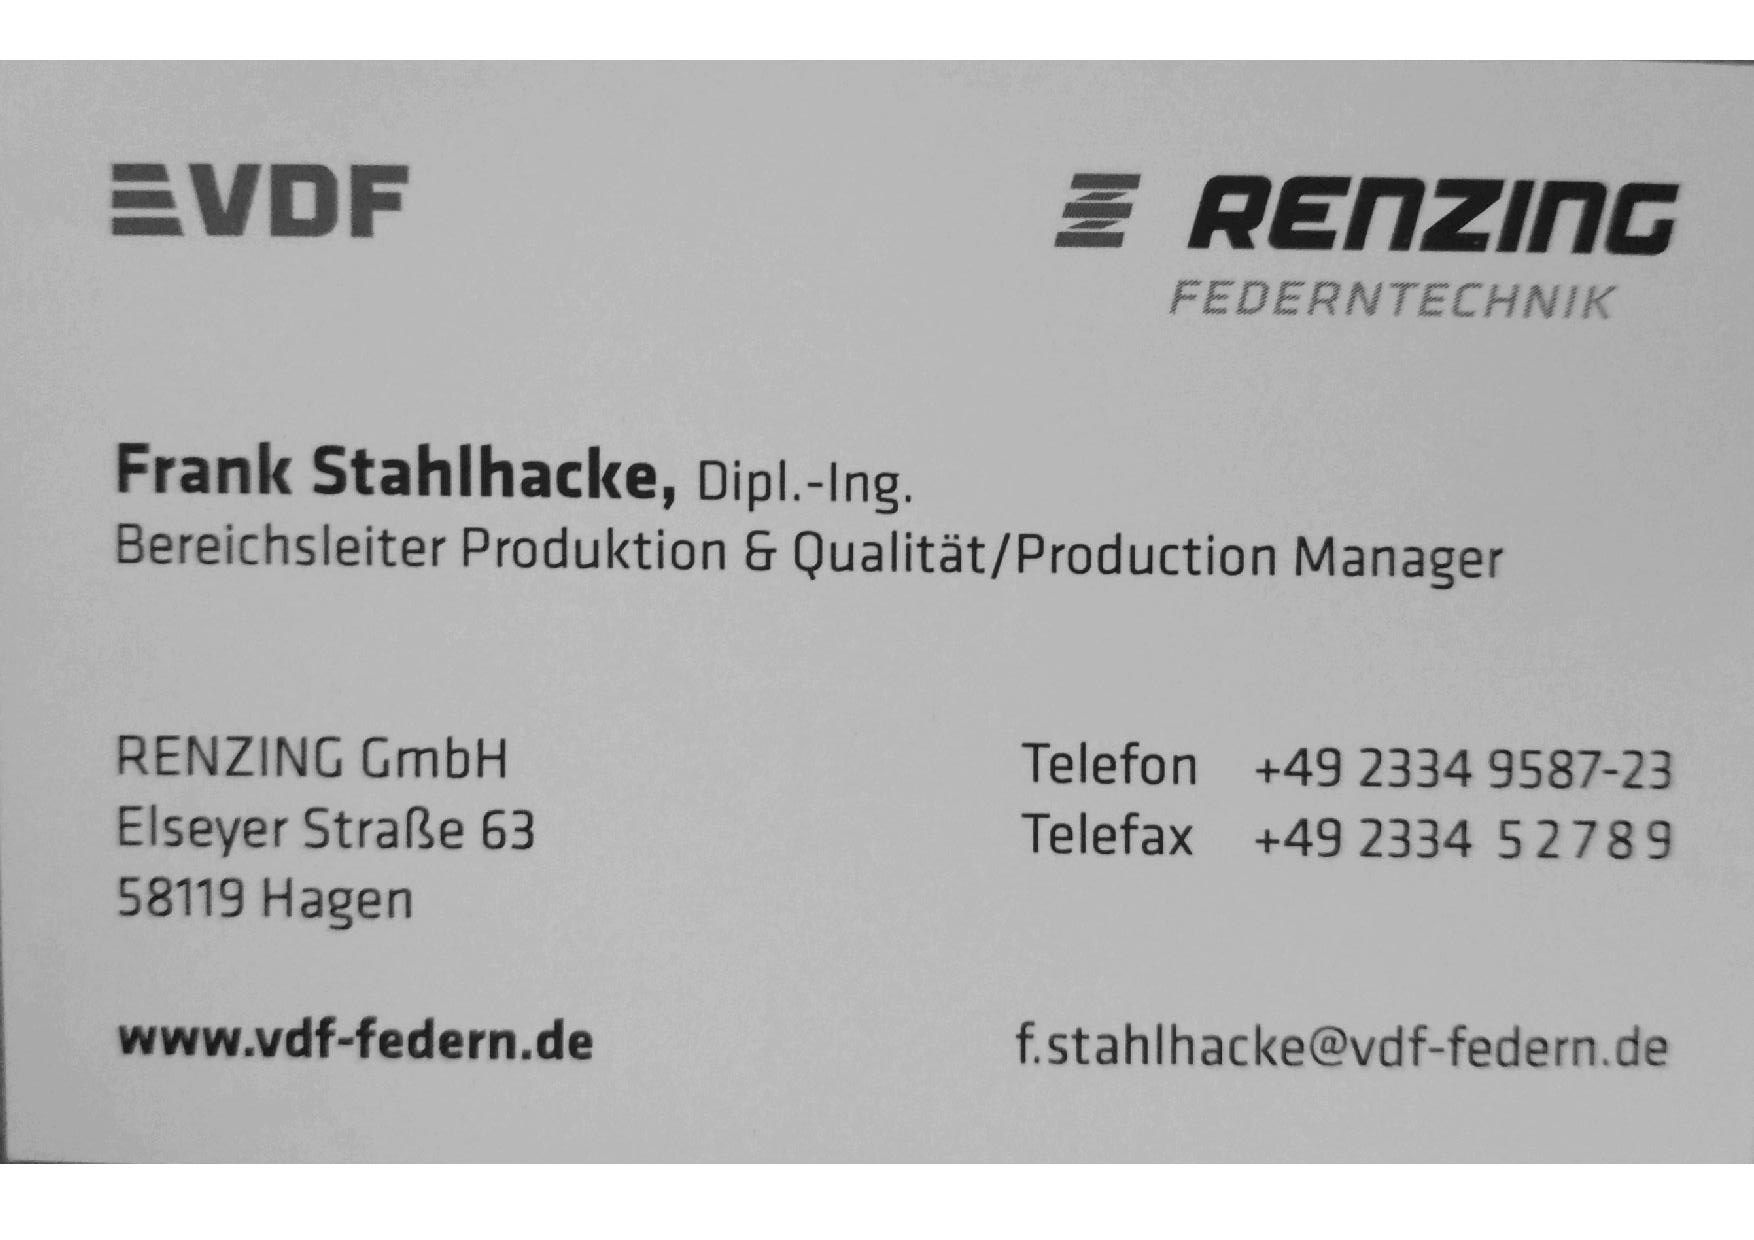 VDF
RENZING
FEDERNTECHNIK
Frank Stahlhacke, Dipl.-Ing.
Bereichsleiter Produktion & Qualität/Production Manager
RENZING GmbH
Elseyer Straße 63
58119 Hagen
Telefon +49 2334 9587-23
Telefax +49 2334 5 2 7 8 9
www.vdf-federn.de
f.stahlhacke@vdf-federn.de